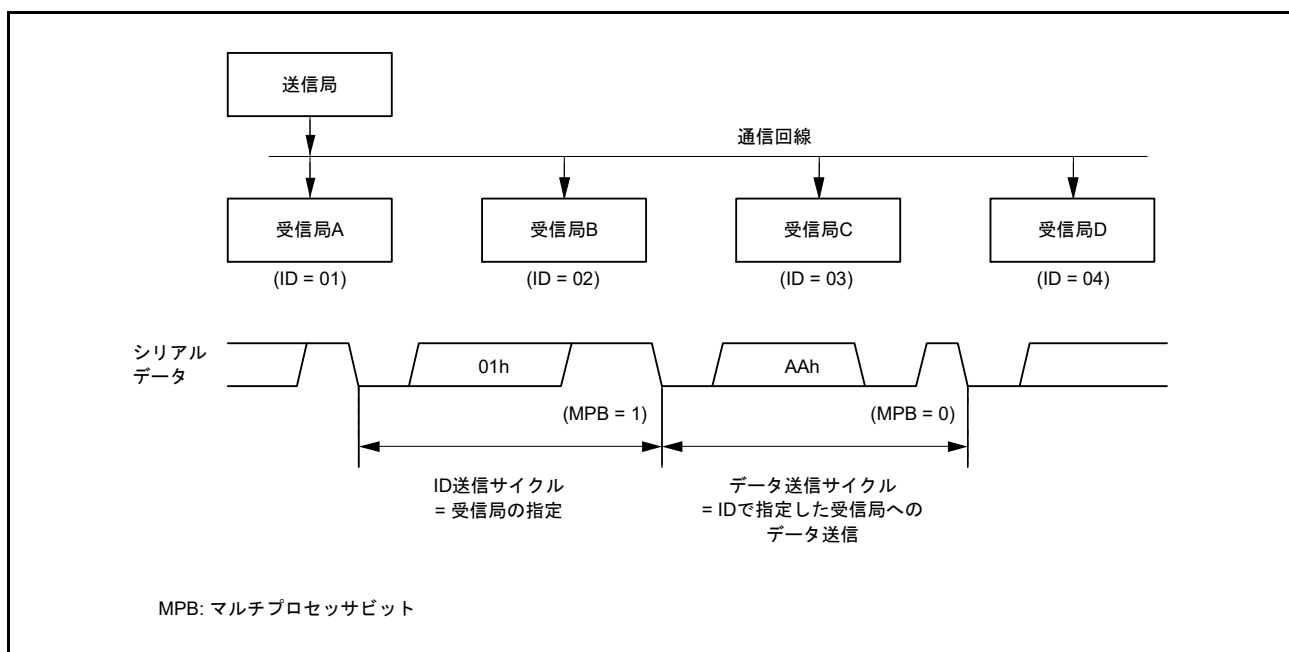 送信局
通信回線
受信局A
受信局B
受信局C
受信局D
(ID = 01)
(ID = 02)
(ID = 03)
(ID = 04)
シリアル
データ
01h
AAh
(MPB = 1)
(MPB = 0)
ID送信サイクル
= 受信局の指定
データ送信サイクル
= IDで指定した受信局への
データ送信
MPB: マルチプロセッサビット